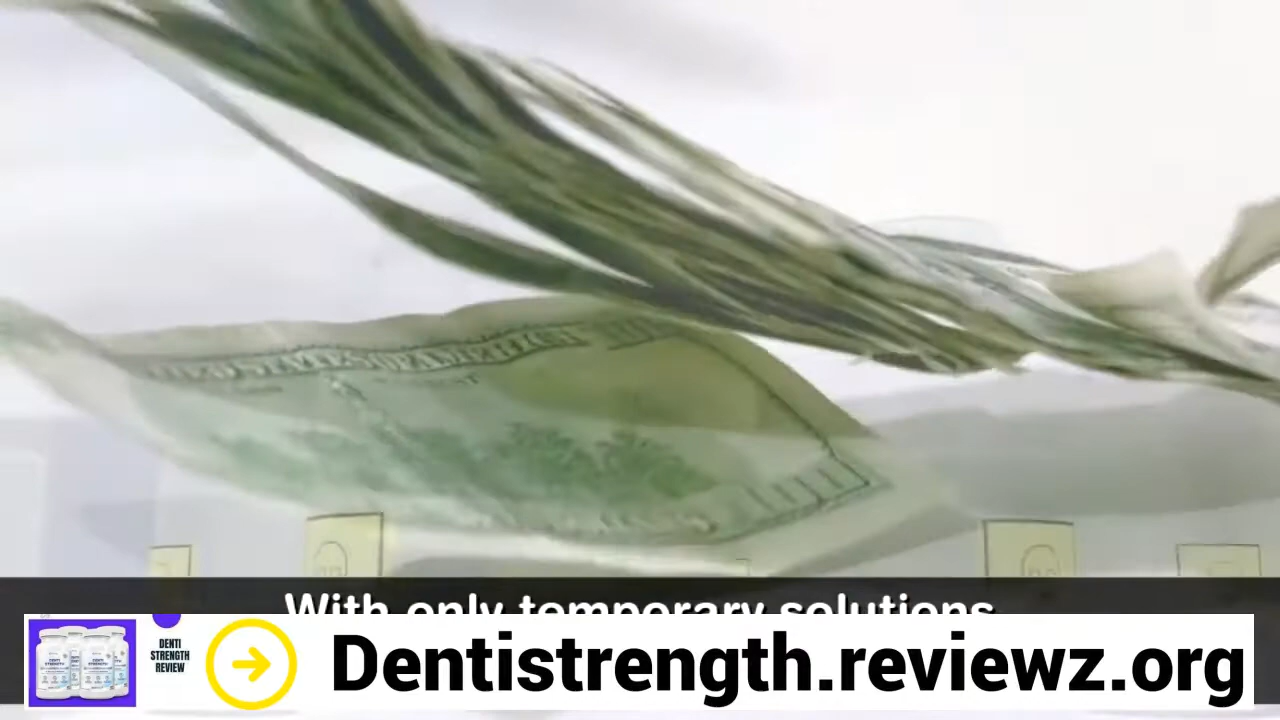 With only temporary solutions
DENTI
STRENGTH
REVIEW
Dentistrength.reviewz.org